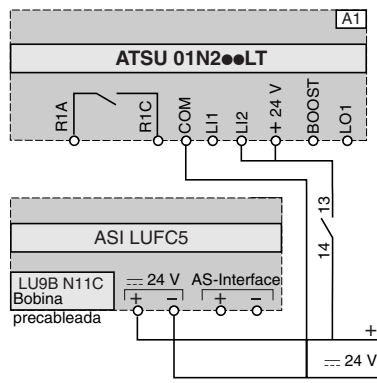 A1
ATSU 01N2●●LT
R1A
R1C
COM
LI1
LI2
+ 24 V
BOOST
LO1
13
14
ASI LUFC5
LU9B N11C
Bobina
precableada
⎓ 24 V
+ −
AS-Interface
+ −
+
⎓ 24 V